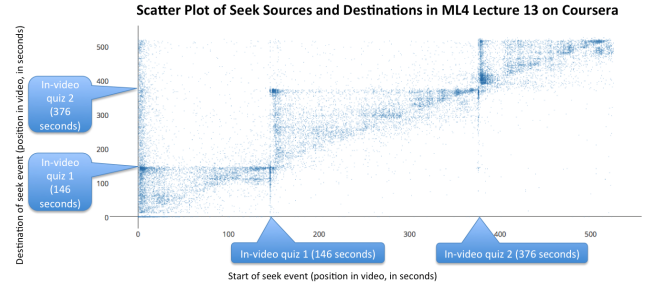 Scatter Plot of Seek Sources and Destinations in ML4 Lecture 13 on Coursera
Destination of seek event (position in video, in seconds)
500
400
300
200
100
0
In-video
quiz 2
(376
seconds)
In-video
quiz 1
(146
seconds)
0
100
300
400
500
In-video quiz 1 (146 seconds)
In-video quiz 2 (376 seconds)
Start of seek event (position in video, in seconds)